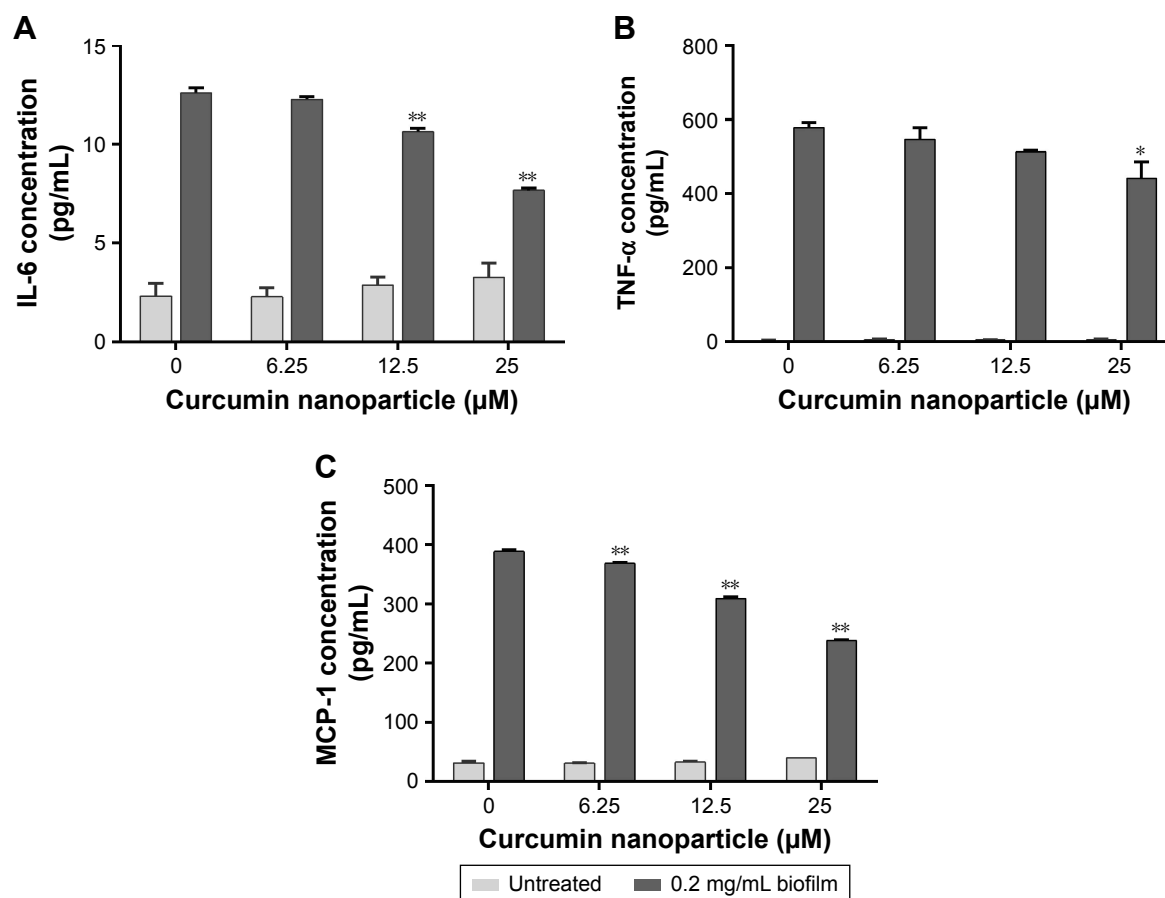 A
IL-6 concentration
(pg/mL)
15
10
5
0
**
**
0 6.25 12.5 25
Curcumin nanoparticle (µM)
B
TNF-α concentration
(pg/mL)
800
600
400
200
0
*
0 6.25 12.5 25
Curcumin nanoparticle (µM)
C
MCP-1 concentration
(pg/mL)
500
400
300
200
100
0
**
**
**
0 6.25 12.5 25
Curcumin nanoparticle (µM)
Untreated 0.2 mg/mL biofilm